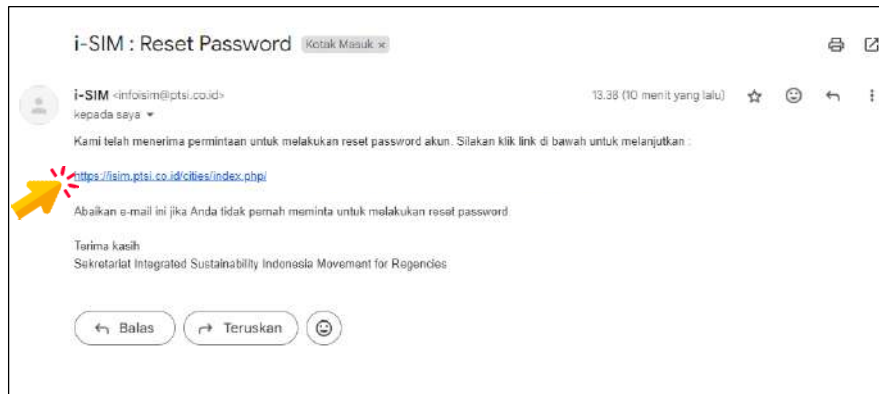 i-SIM : Reset Password Kotak Masuk ×
i-SIM <infoisim@ptsi.co.id> 13.38 (10 menit yang lalu)
kepada saya
Kami telah menerima permintaan untuk melakukan reset password akun. Silakan klik link di bawah untuk melanjutkan :
https://isim.ptsi.co.id/cities/index.php/
Abaikan e-mail ini jika Anda tidak pernah meminta untuk melakukan reset password
Terima kasih
Sekretariat Integrated Sustainability Indonesia Movement for Regencies
Balas Teruskan